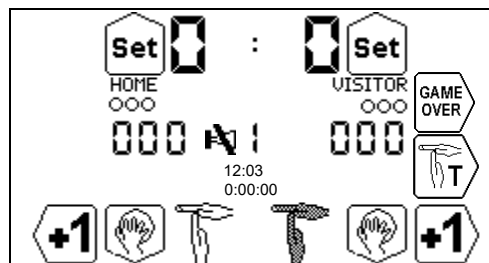 Set 0 : 0 Set
HOME VISITOR
GAME
OVER
000 1 000
T
12:03
0:00:00
+1 +1